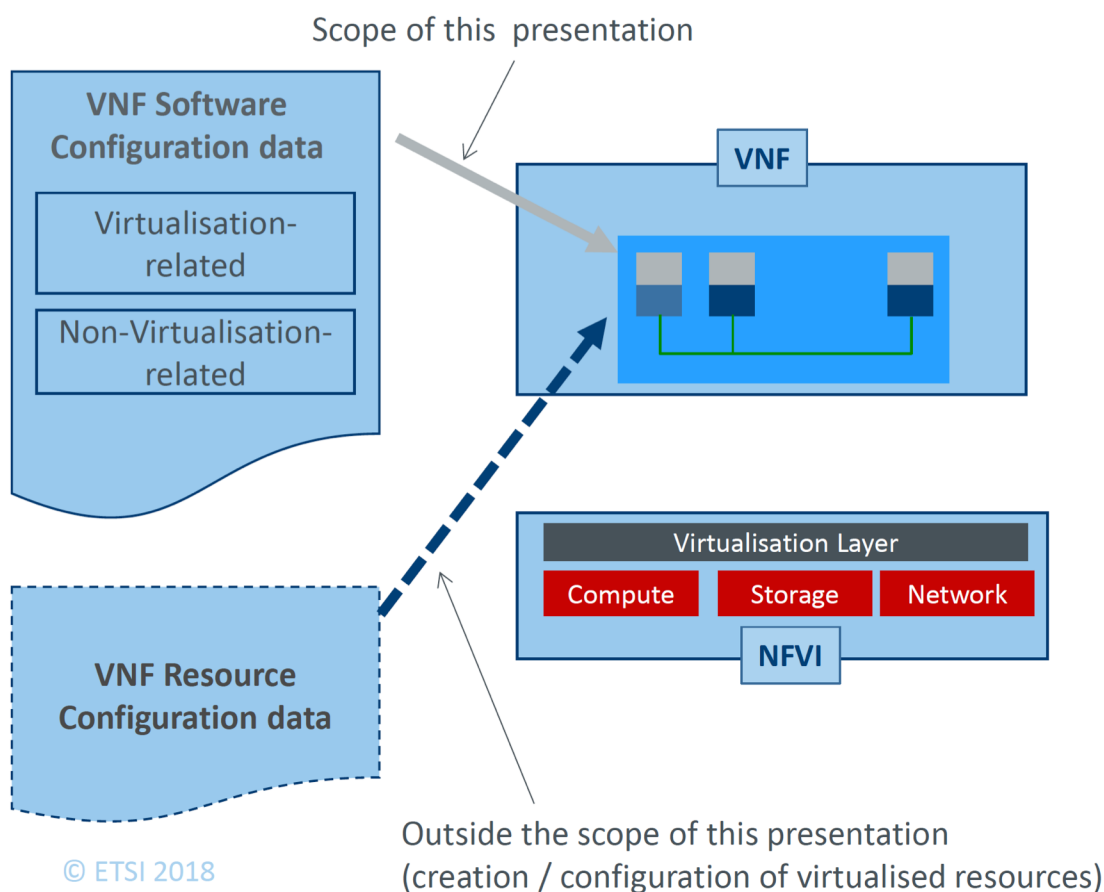 Scope of this presentation
VNF Software
Configuration data
Virtualisation-
related
Non-Virtualisation-
related
VNF
Virtualisation Layer
Compute
Storage
Network
NFVI
VNF Resource
Configuration data
Outside the scope of this presentation
(creation / configuration of virtualised resources)
© ETSI 2018